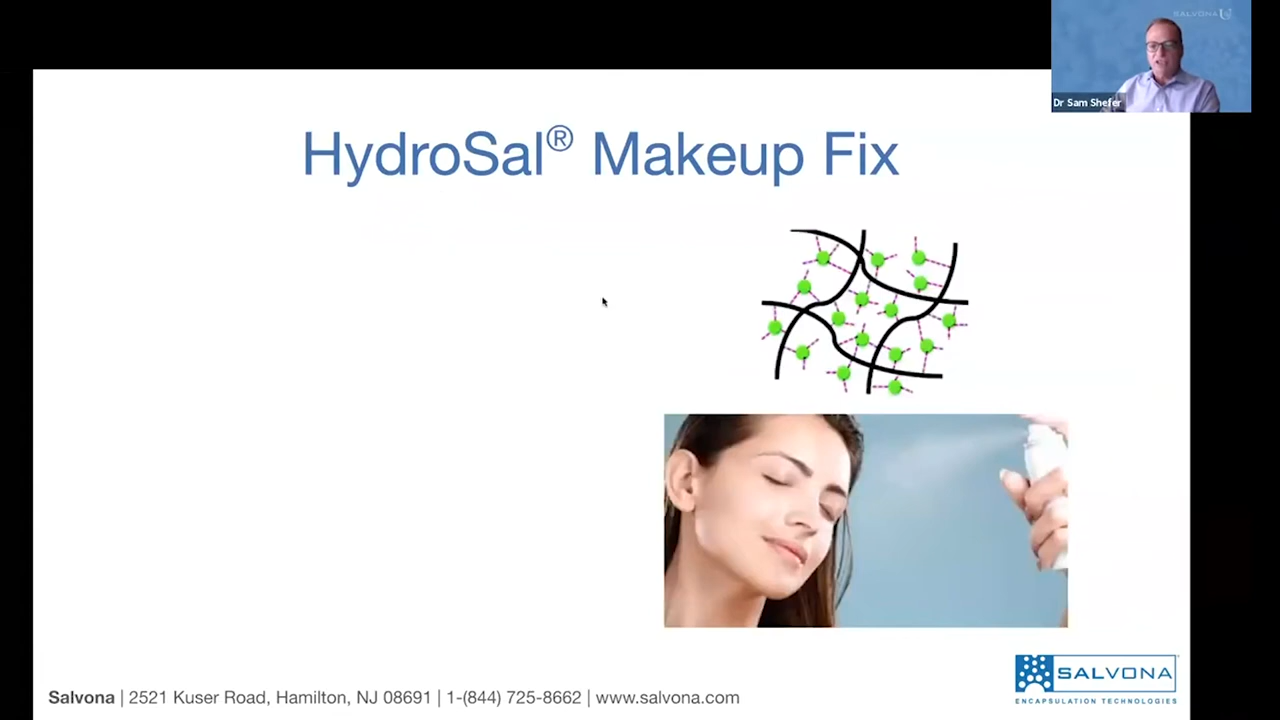 SALVONA
Dr Sam Shefer
HydroSal® Makeup Fix
SALVONA®
ENCAPSULATION TECHNOLOGIES
Salvona | 2521 Kuser Road, Hamilton, NJ 08691 | 1-(844) 725-8662 | www.salvona.com